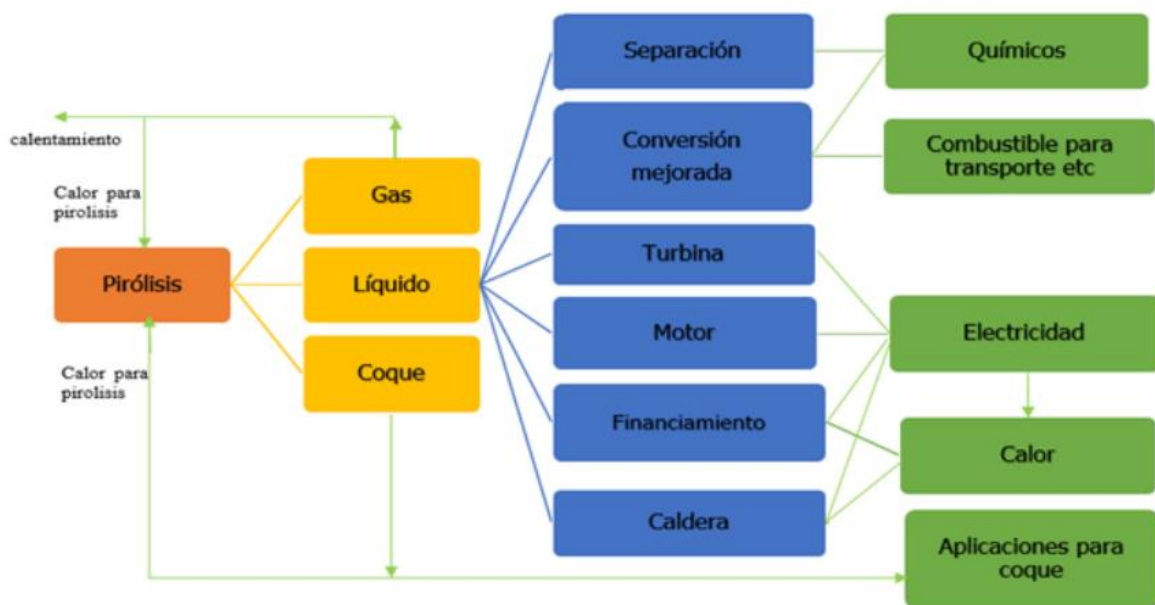 Separación
Químicos
calentamiento
Conversión
mejorada
Combustible para
transporte etc
Gas
Calor para
pirolisis
Turbina
Pirólisis
Líquido
Motor
Electricidad
Calor para
pirolisis
Coque
Financiamiento
Calor
Caldera
Aplicaciones para
coque